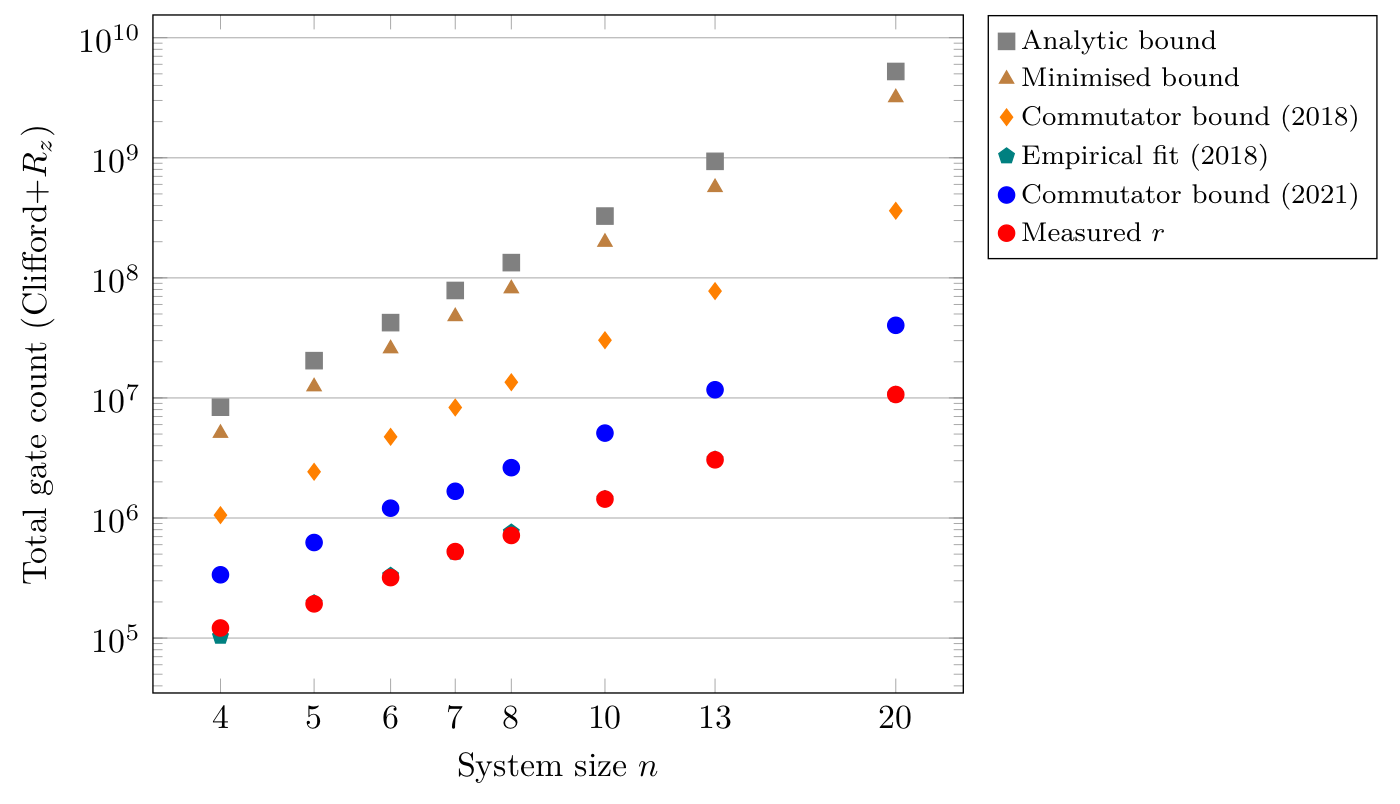 10^10
10^9
10^8
10^7
10^6
10^5
Total gate count (Clifford+R_z)
4 5 6 7 8 10 13 20
System size n
Analytic bound
Minimised bound
Commutator bound (2018)
Empirical fit (2018)
Commutator bound (2021)
Measured r